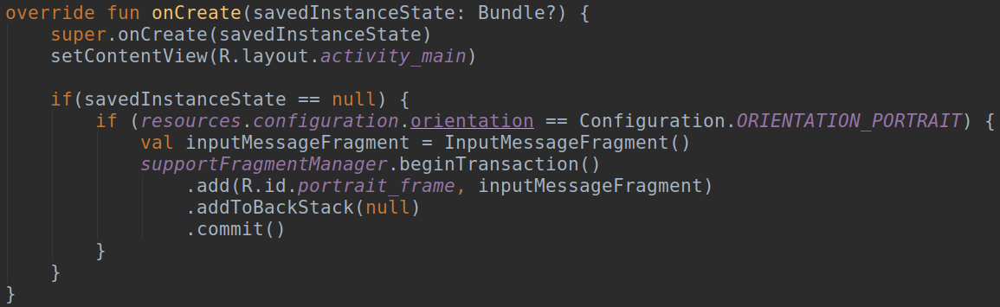 override fun onCreate(savedInstanceState: Bundle?) {
    super.onCreate(savedInstanceState)
    setContentView(R.layout.activity_main)

    if(savedInstanceState == null) {
        if (resources.configuration.orientation == Configuration.ORIENTATION_PORTRAIT) {
            val inputMessageFragment = InputMessageFragment()
            supportFragmentManager.beginTransaction()
                .add(R.id.portrait_frame, inputMessageFragment)
                .addToBackStack(null)
                .commit()
        }
    }
}